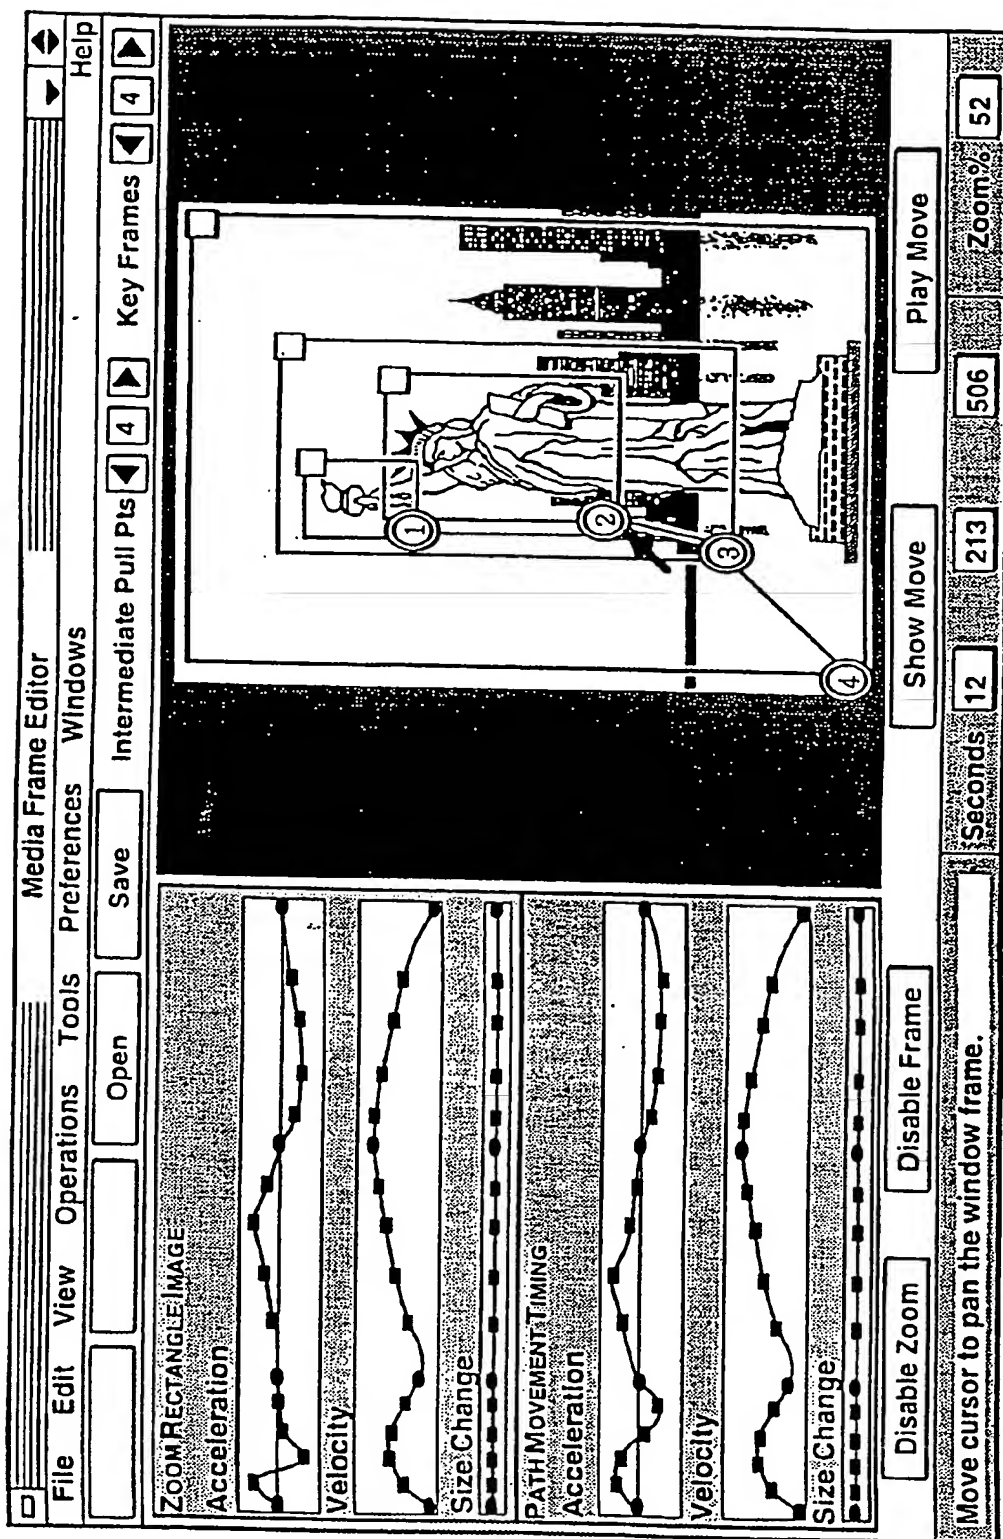 Media Frame Editor
File Edit View Operations Tools Preferences Windows Help
Open Save Intermediate Pull Pts 4 Key Frames 4
ZOOM RECTANGLE IMAGE
Acceleration
Velocity
Size Change
PATH MOVEMENT TIMING
Acceleration
Velocity
Size Change
1
2
3
4
Disable Zoom Disable Frame Show Move Play Move
Move cursor to pan the window frame. Seconds 12 213 506 Zoom% 52